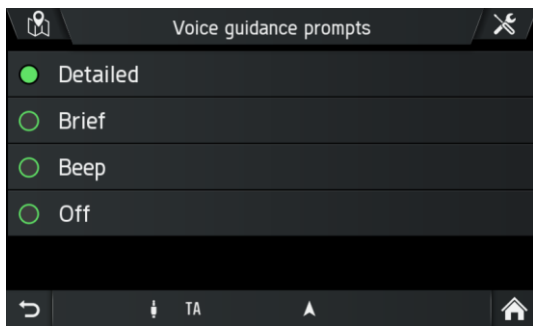 Voice guidance prompts
Detailed
Brief
Beep
Off
TA